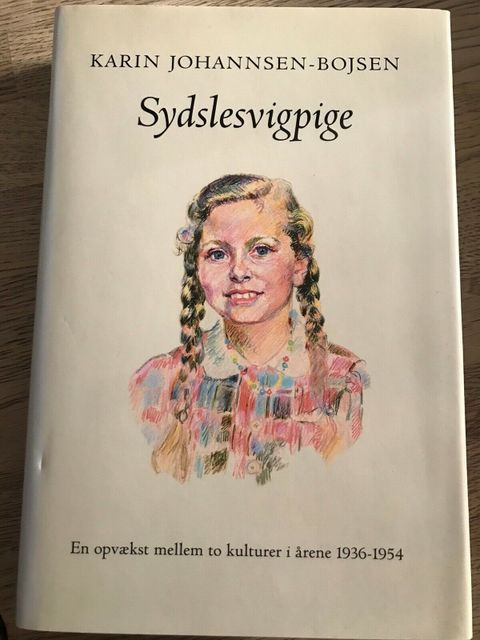 KARIN JOHANNSEN-BOJSEN
Sydslesvigpige
En opvækst mellem to kulturer i årene 1936-1954